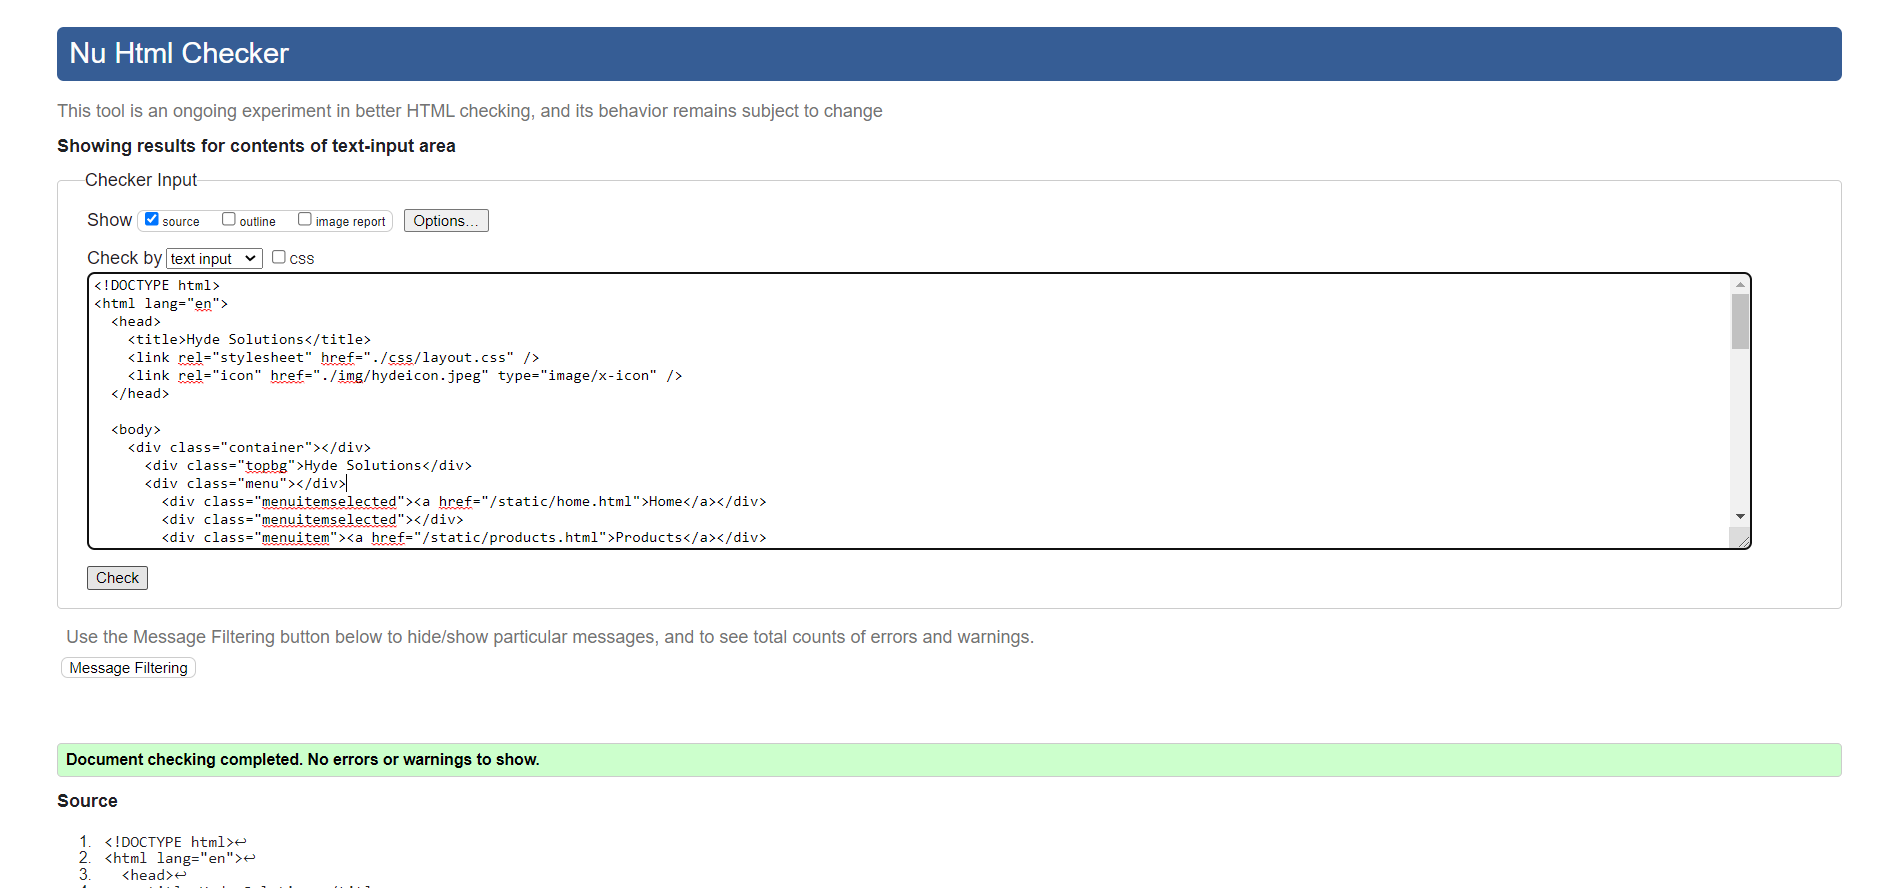 Nu Html Checker
This tool is an ongoing experiment in better HTML checking, and its behavior remains subject to change
Showing results for contents of text-input area
Checker Input
Show source outline image report Options...
Check by text input css
<!DOCTYPE html>
<html lang="en">
  <head>
    <title>Hyde Solutions</title>
    <link rel="stylesheet" href="./css/layout.css" />
    <link rel="icon" href="./img/hydeicon.jpeg" type="image/x-icon" />
  </head>
  <body>
    <div class="container"></div>
      <div class="topbg">Hyde Solutions</div>
      <div class="menu"></div>
        <div class="menuitemselected"><a href="/static/home.html">Home</a></div>
        <div class="menuitemselected"></div>
        <div class="menuitem"><a href="/static/products.html">Products</a></div>
Check
Use the Message Filtering button below to hide/show particular messages, and to see total counts of errors and warnings.
Message Filtering
Document checking completed. No errors or warnings to show.
Source
1. <!DOCTYPE html>↩
2. <html lang="en">↩
3.   <head>↩